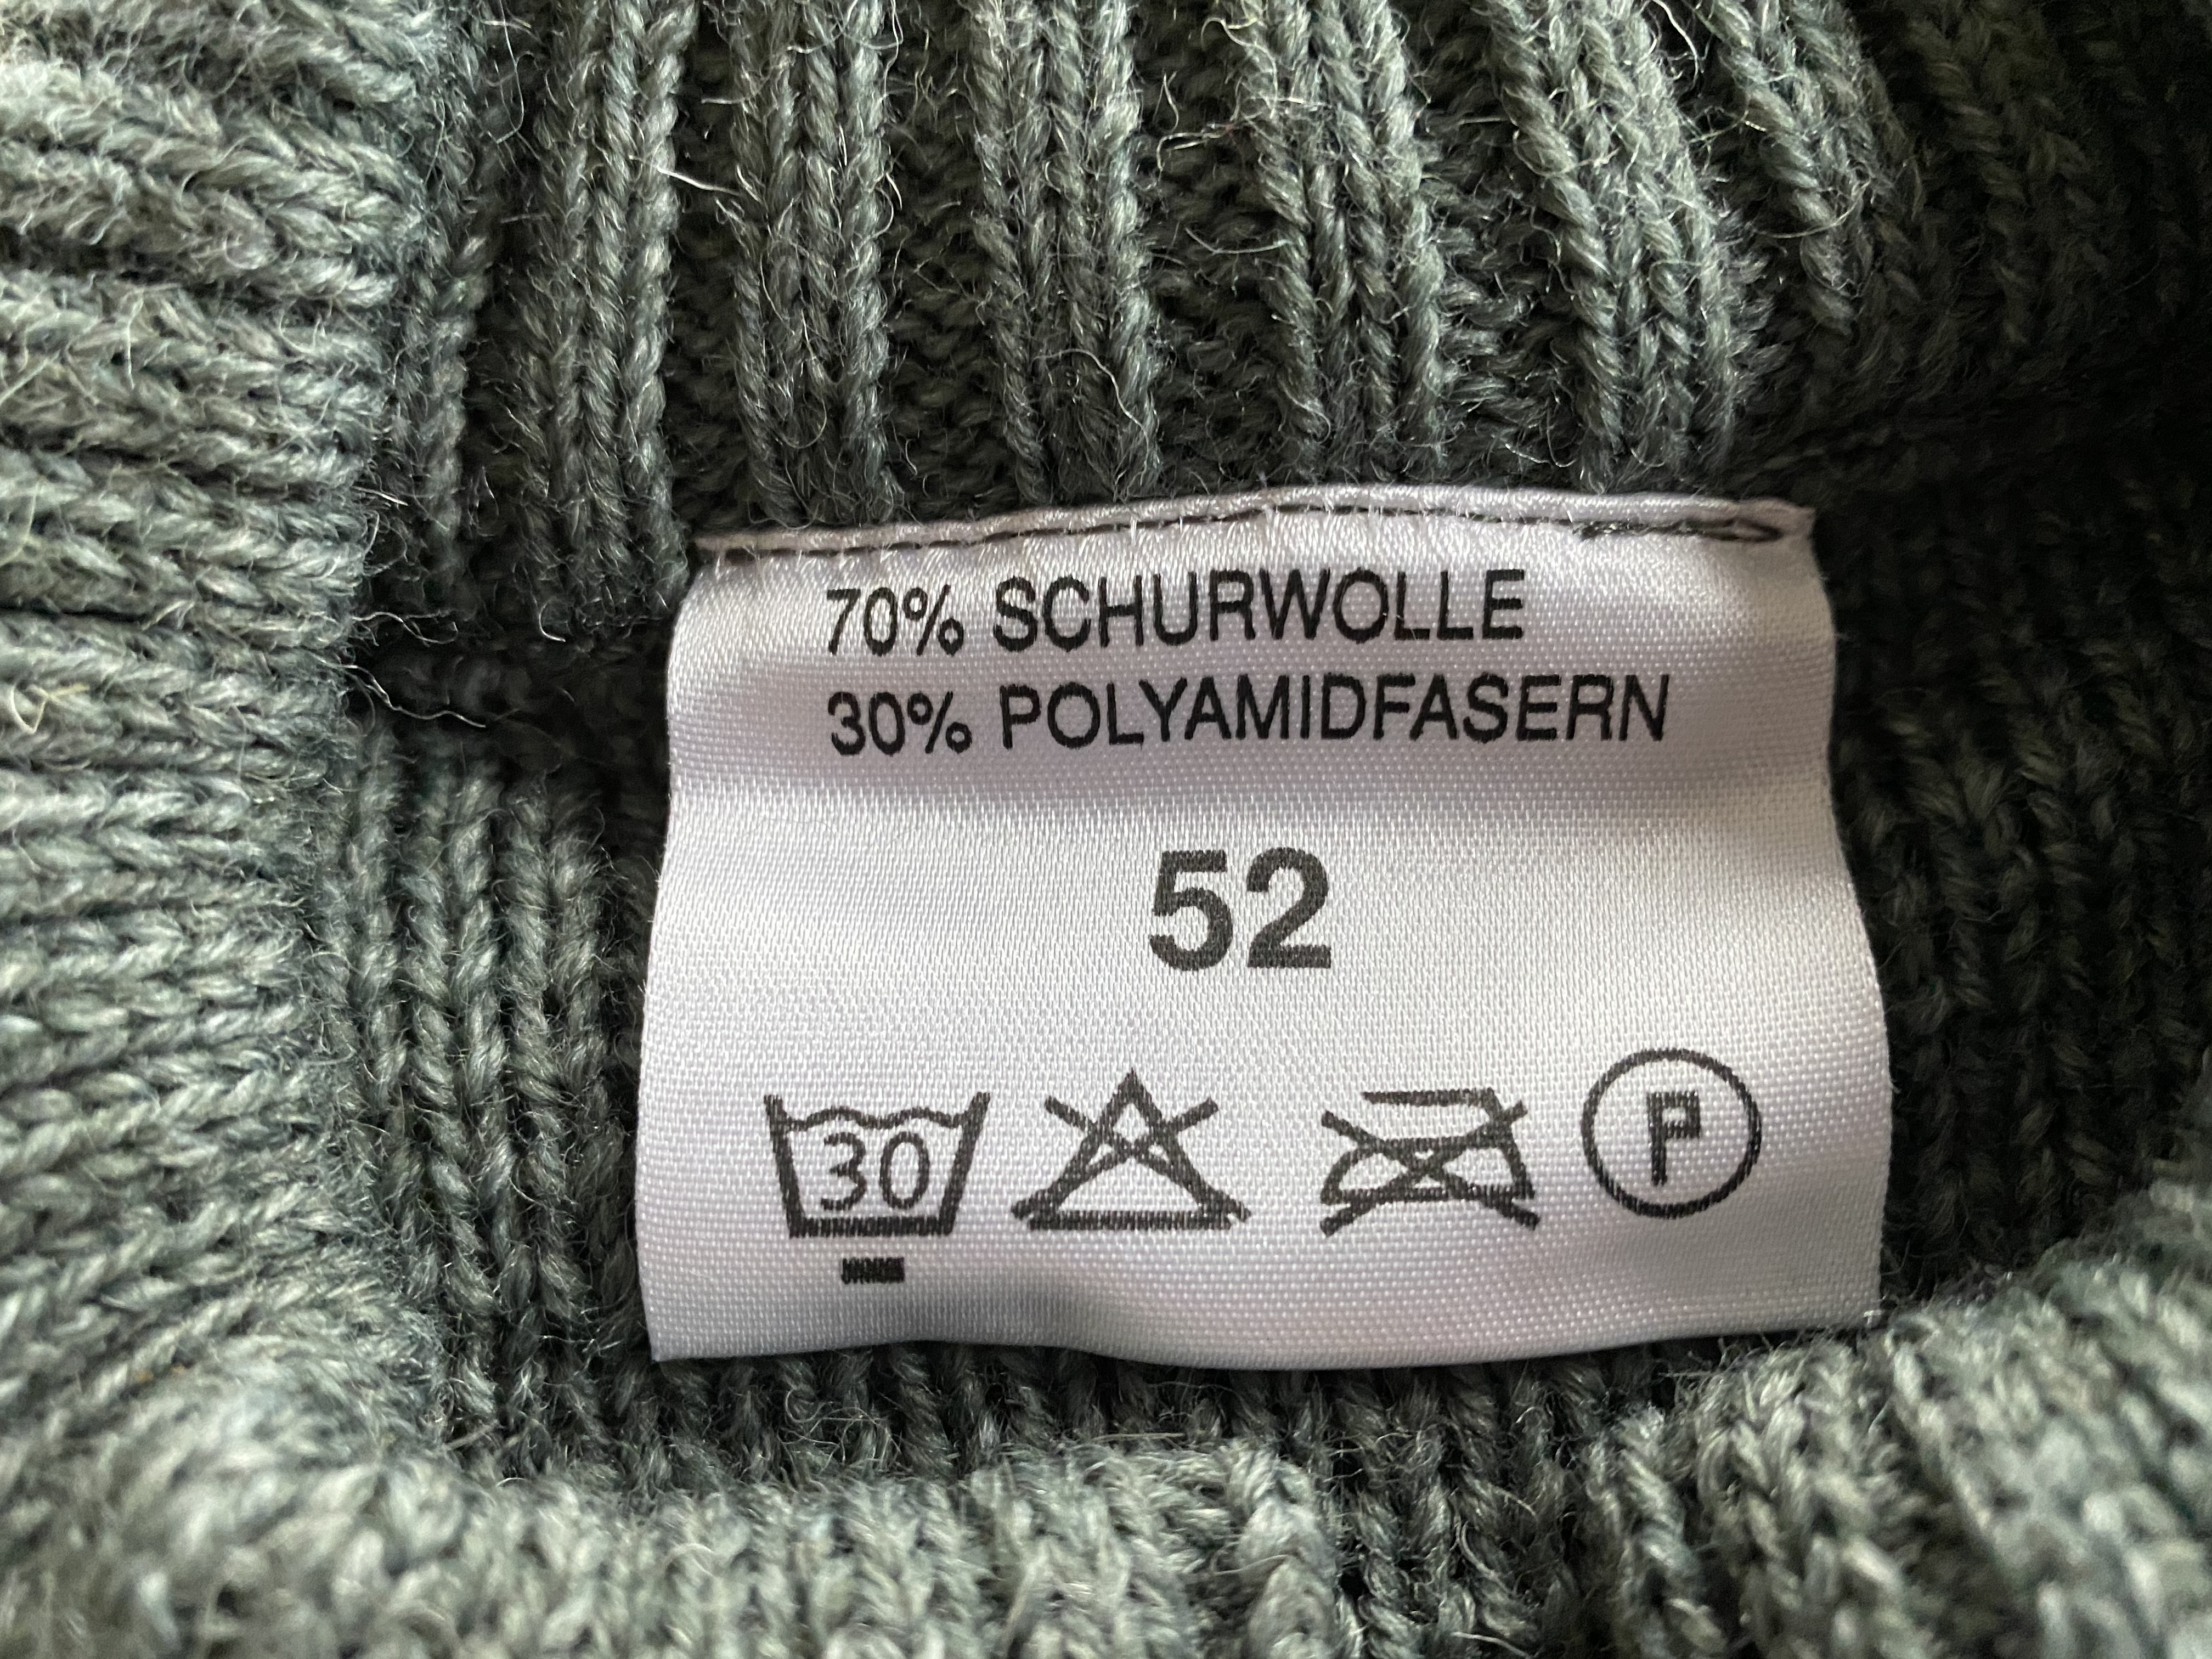 70% SCHURWOLLE
30% POLYAMIDFASERN
52
30 P